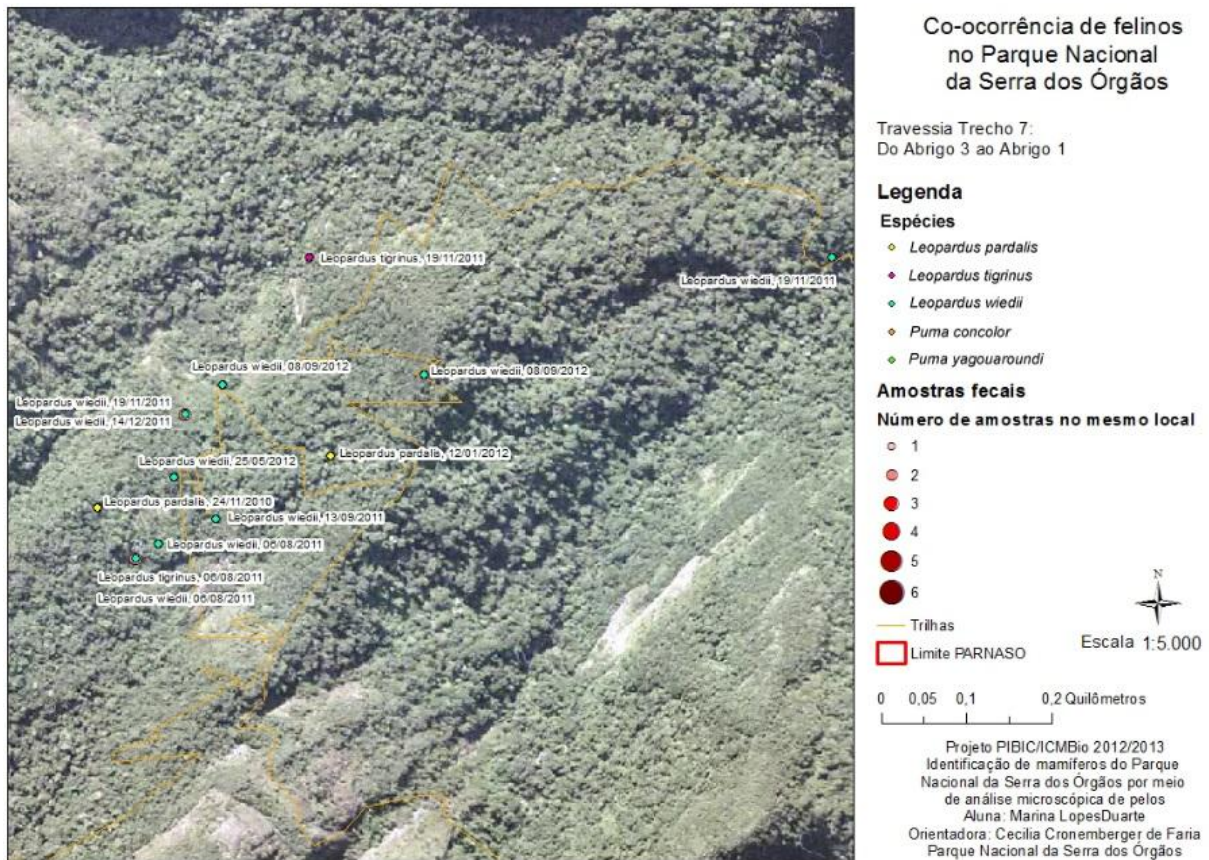 Co-ocorrência de felinos
no Parque Nacional
da Serra dos Órgãos
Travessia Trecho 7:
Do Abrigo 3 ao Abrigo 1
Legenda
Espécies
Leopardus pardalis
Leopardus tigrinus
Leopardus wiedii
Puma concolor
Puma yagouaroundi
Amostras fecais
Número de amostras no mesmo local
1
2
3
4
5
6
Trilhas
Limite PARNASO
N
Escala 1:5.000
0 0,05 0,1 0,2 Quilômetros
Projeto PIBIC/ICMBio 2012/2013
Identificação de mamíferos do Parque
Nacional da Serra dos Órgãos por meio
de análise microscópica de pelos
Aluna: Marina LopesDuarte
Orientadora: Cecilia Cronemberger de Faria
Parque Nacional da Serra dos Órgãos
Leopardus tigrinus, 19/11/2011
Leopardus wiedii, 19/11/2011
Leopardus wiedii, 08/09/2012
Leopardus wiedii, 08/09/2012
Leopardus wiedii, 19/11/2011
Leopardus wiedii, 14/12/2011
Leopardus pardalis, 12/01/2012
Leopardus wiedii, 25/05/2012
Leopardus pardalis, 24/11/2010
Leopardus wiedii, 13/09/2011
Leopardus wiedii, 06/08/2011
Leopardus tigrinus, 06/08/2011
Leopardus wiedii, 06/08/2011